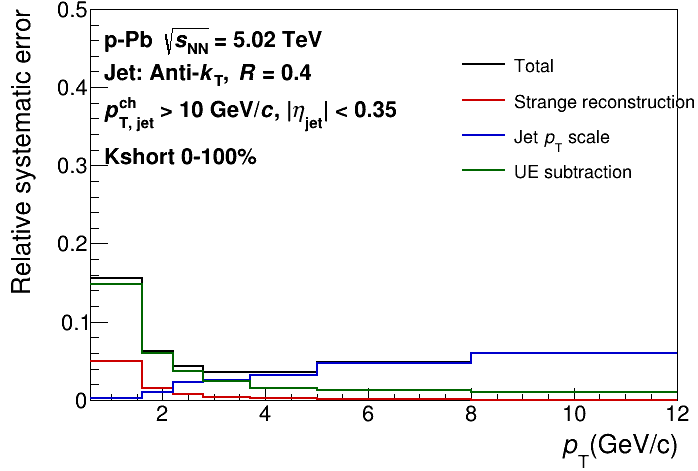 Relative systematic error
0.5
0.4
0.3
0.2
0.1
0
p-Pb √sNN = 5.02 TeV
Jet: Anti-kT, R = 0.4
pT, jet ch > 10 GeV/c, |ηjet| < 0.35
Kshort 0-100%
Total
Strange reconstruction
Jet pT scale
UE subtraction
2 4 6 8 10 12
pT(GeV/c)